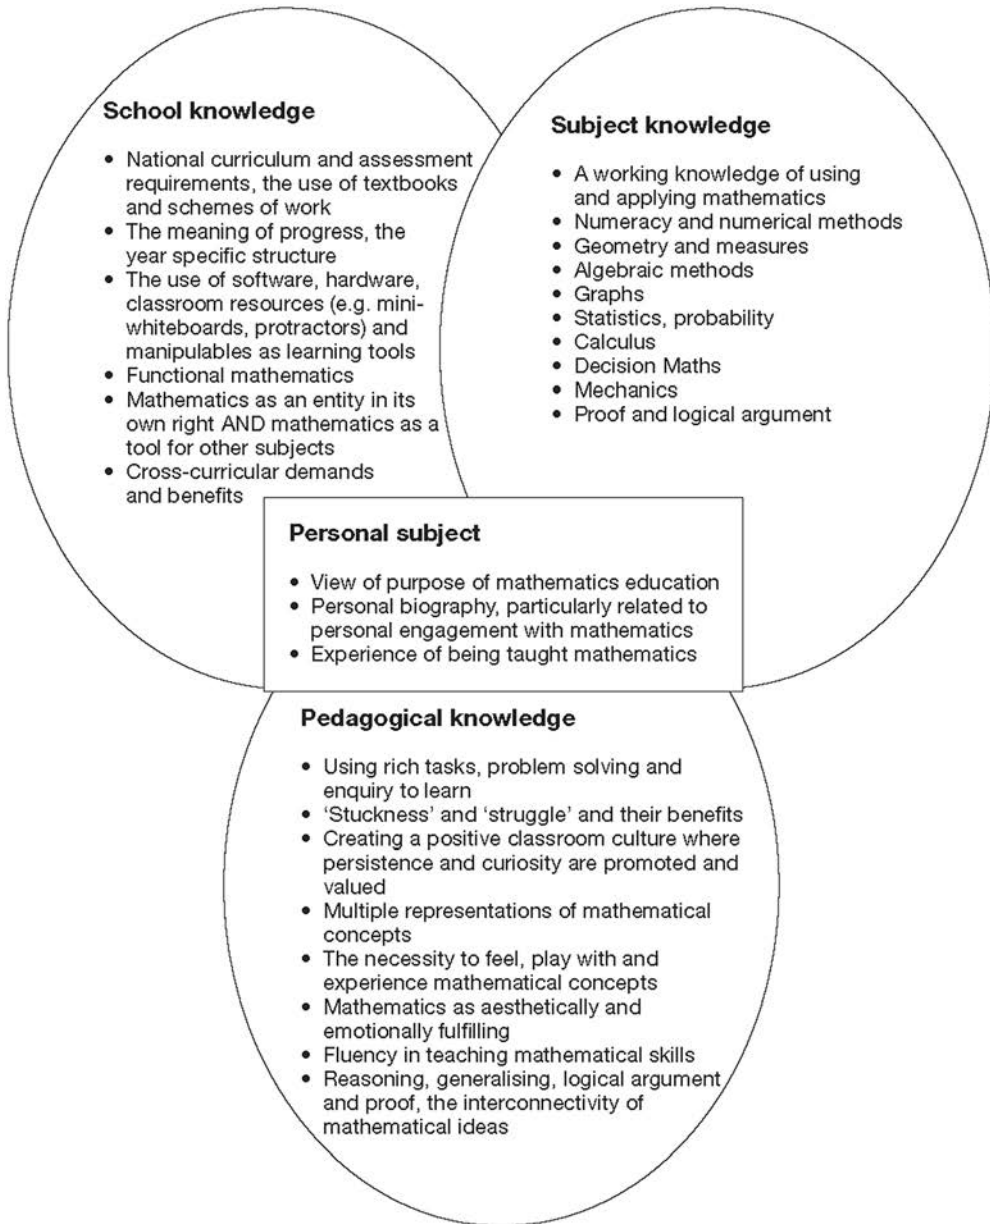 School knowledge
• National curriculum and assessment
requirements, the use of textbooks
and schemes of work
• The meaning of progress, the
year specific structure
• The use of software, hardware,
classroom resources (e.g. mini-
whiteboards, protractors) and
manipulables as learning tools
• Functional mathematics
• Mathematics as an entity in its
own right AND mathematics as a
tool for other subjects
• Cross-curricular demands
and benefits
Subject knowledge
• A working knowledge of using
and applying mathematics
• Numeracy and numerical methods
• Geometry and measures
• Algebraic methods
• Graphs
• Statistics, probability
• Calculus
• Decision Maths
• Mechanics
• Proof and logical argument
Personal subject
• View of purpose of mathematics education
• Personal biography, particularly related to
personal engagement with mathematics
• Experience of being taught mathematics
Pedagogical knowledge
• Using rich tasks, problem solving and
enquiry to learn
• ‘Stuckness’ and ‘struggle’ and their benefits
• Creating a positive classroom culture where
persistence and curiosity are promoted and
valued
• Multiple representations of mathematical
concepts
• The necessity to feel, play with and
experience mathematical concepts
• Mathematics as aesthetically and
emotionally fulfilling
• Fluency in teaching mathematical skills
• Reasoning, generalising, logical argument
and proof, the interconnectivity of
mathematical ideas